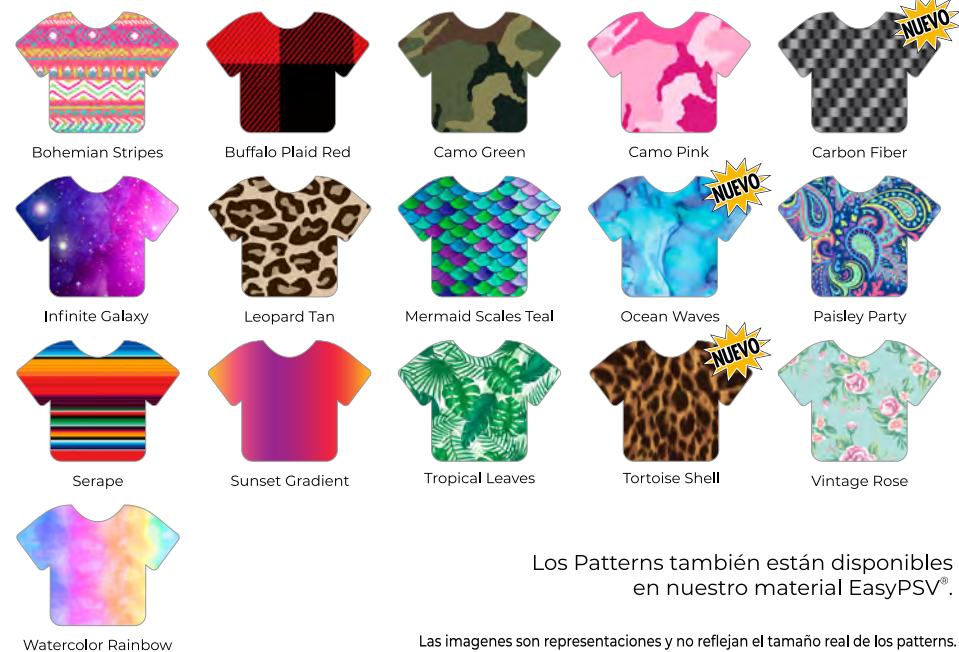 NUEVO
Bohemian Stripes
Buffalo Plaid Red
Camo Green
Camo Pink
Carbon Fiber
NUEVO
Infinite Galaxy
Leopard Tan
Mermaid Scales Teal
Ocean Waves
Paisley Party
NUEVO
Serape
Sunset Gradient
Tropical Leaves
Tortoise Shell
Vintage Rose
Watercolor Rainbow
Los Patterns también están disponibles
en nuestro material EasyPSV®.
Las imagenes son representaciones y no reflejan el tamaño real de los patterns.